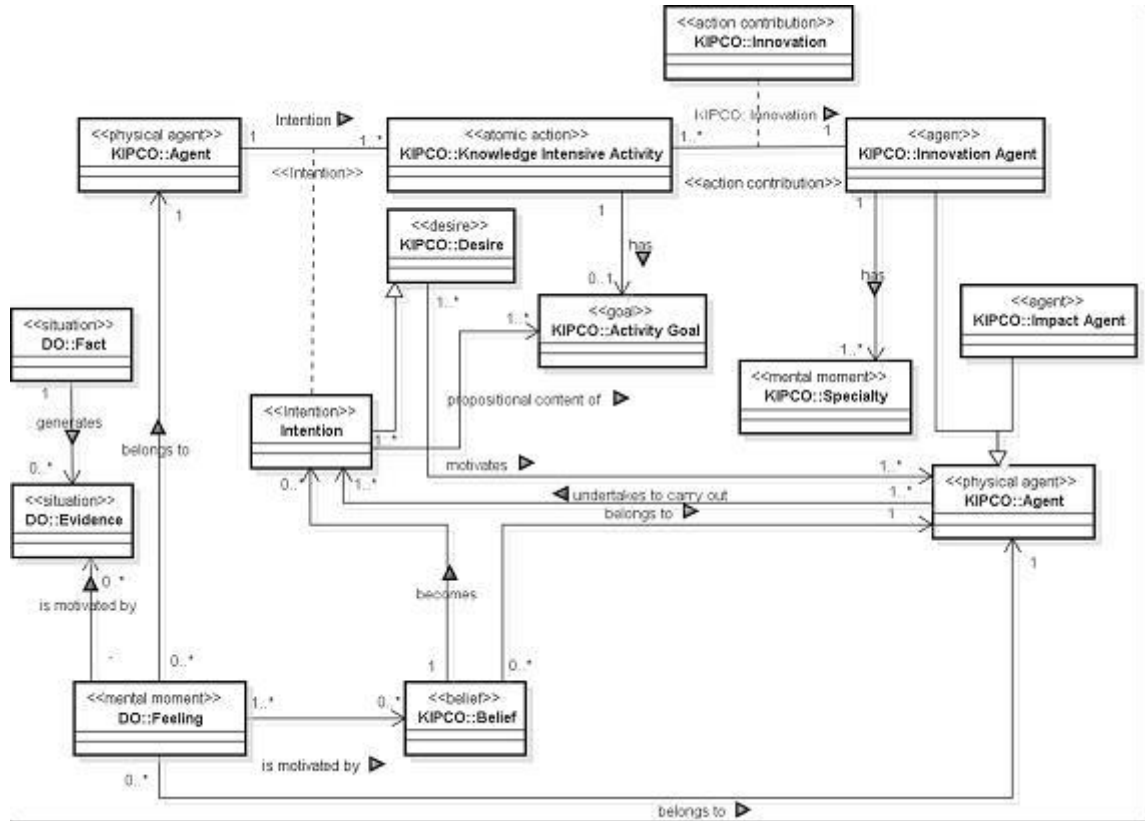 <<action contribution>>
KIPCO::Innovation
<<physical agent>>
KIPCO::Agent
1
Intention
1..*
<<Intention>>
<<atomic action>>
KIPCO::Knowledge Intensive Activity
1..*
KIPCO: Innovation
1
<<action contribution>>
<<agent>>
KIPCO::Innovation Agent
1
1
1
<<desire>>
KIPCO::Desire
has
has
0..1
1..*
1..*
<<goal>>
KIPCO::Activity Goal
<<agent>>
KIPCO::Impact Agent
<<situation>>
DO::Fact
1
generates
0..*
1..*
<<mental moment>>
KIPCO::Specialty
<<Intention>>
Intention
propositional content of
1..*
belongs to
motivates
1..*
0..*
1..*
undertakes to carry out
1..*
belongs to
1
<<physical agent>>
KIPCO::Agent
<<situation>>
DO::Evidence
0..*
is motivated by
becomes
1
0..*
1
0..*
<<mental moment>>
DO::Feeling
1..*
0..*
<<belief>>
KIPCO::Belief
is motivated by
0..*
belongs to